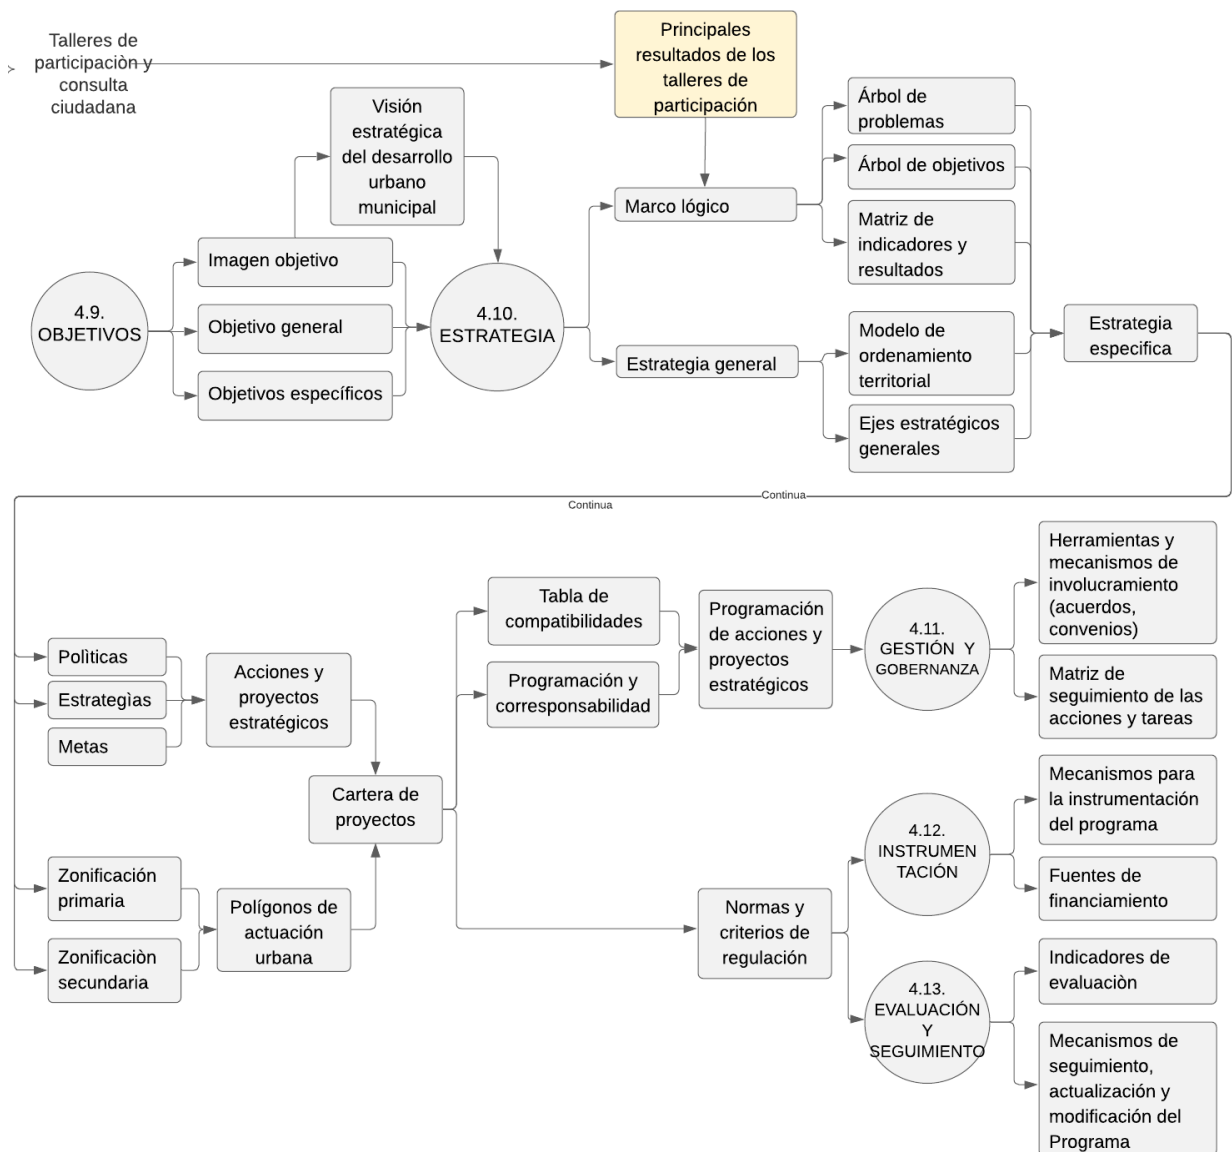 Talleres de
participaciòn y
consulta
ciudadana
Principales
resultados de los
talleres de
participación
Visión
estratégica
del desarrollo
urbano
municipal
Árbol de
problemas
Árbol de objetivos
Marco lógico
Matriz de
indicadores y
resultados
Imagen objetivo
4.9.
OBJETIVOS
Objetivo general
Objetivos específicos
4.10.
ESTRATEGIA
Estrategia general
Modelo de
ordenamiento
territorial
Ejes estratégicos
generales
Estrategia
especifica
Continua
Continua
Polìticas
Estrategìas
Metas
Acciones y
proyectos
estratégicos
Cartera de
proyectos
Zonificación
primaria
Zonificaciòn
secundaria
Polígonos de
actuación
urbana
Tabla de
compatibilidades
Programación y
corresponsabilidad
Programación
de acciones y
proyectos
estratégicos
4.11.
GESTIÓN Y
GOBERNANZA
Herramientas y
mecanismos de
involucramiento
(acuerdos,
convenios)
Matriz de
seguimiento de las
acciones y tareas
Normas y
criterios de
regulación
4.12.
INSTRUMEN
TACIÓN
Mecanismos para
la instrumentación
del programa
Fuentes de
financiamiento
4.13.
EVALUACIÓN
Y
SEGUIMIENTO
Indicadores de
evaluaciòn
Mecanismos de
seguimiento,
actualización y
modificación del
Programa